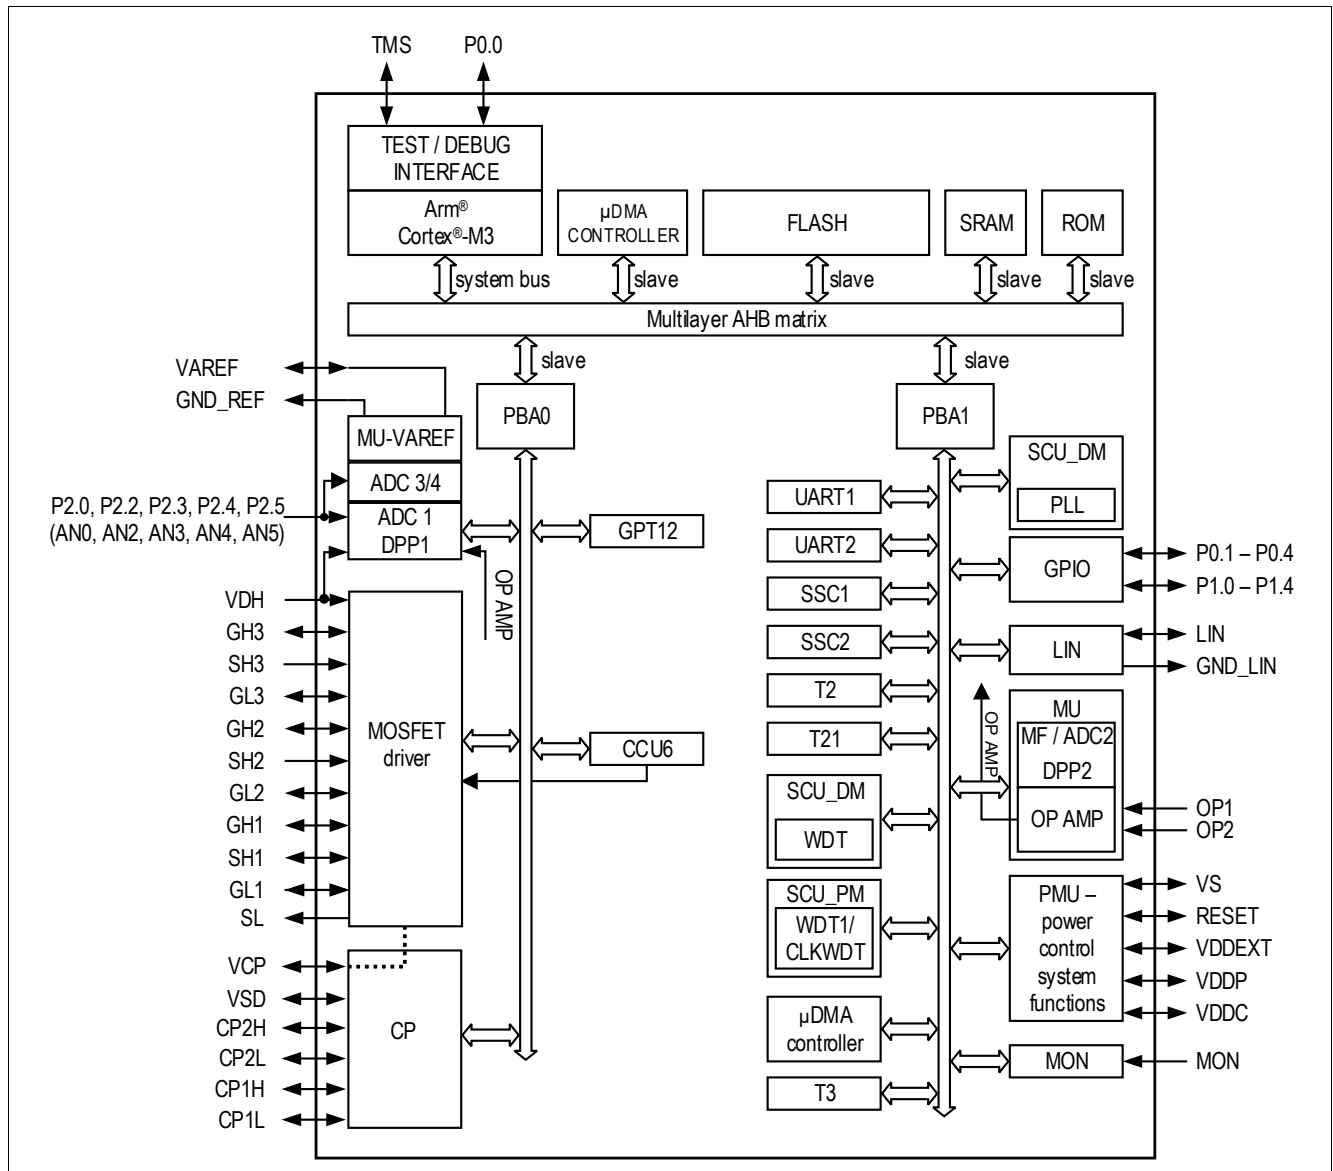 TMS
P0.0
TEST / DEBUG
INTERFACE
Arm®
Cortex®-M3
µDMA
CONTROLLER
FLASH
SRAM
ROM
system bus
slave
slave
slave
slave
Multilayer AHB matrix
slave
slave
VAREF
GND_REF
PBA0
PBA1
MU-VAREF
ADC 3/4
ADC 1
DPP1
P2.0, P2.2, P2.3, P2.4, P2.5
(AN0, AN2, AN3, AN4, AN5)
OP AMP
GPT12
VDH
GH3
SH3
GL3
GH2
SH2
GL2
GH1
SH1
GL1
SL
MOSFET
driver
CCU6
VCP
VSD
CP2H
CP2L
CP1H
CP1L
CP
UART1
UART2
SSC1
SSC2
T2
T21
SCU_DM
WDT
SCU_PM
WDT1/
CLKWDT
µDMA
controller
T3
SCU_DM
PLL
GPIO
P0.1 – P0.4
P1.0 – P1.4
LIN
LIN
GND_LIN
OP AMP
MU
MF / ADC2
DPP2
OP AMP
OP1
OP2
PMU –
power
control
system
functions
VS
RESET
VDDEXT
VDDP
VDDC
MON
MON